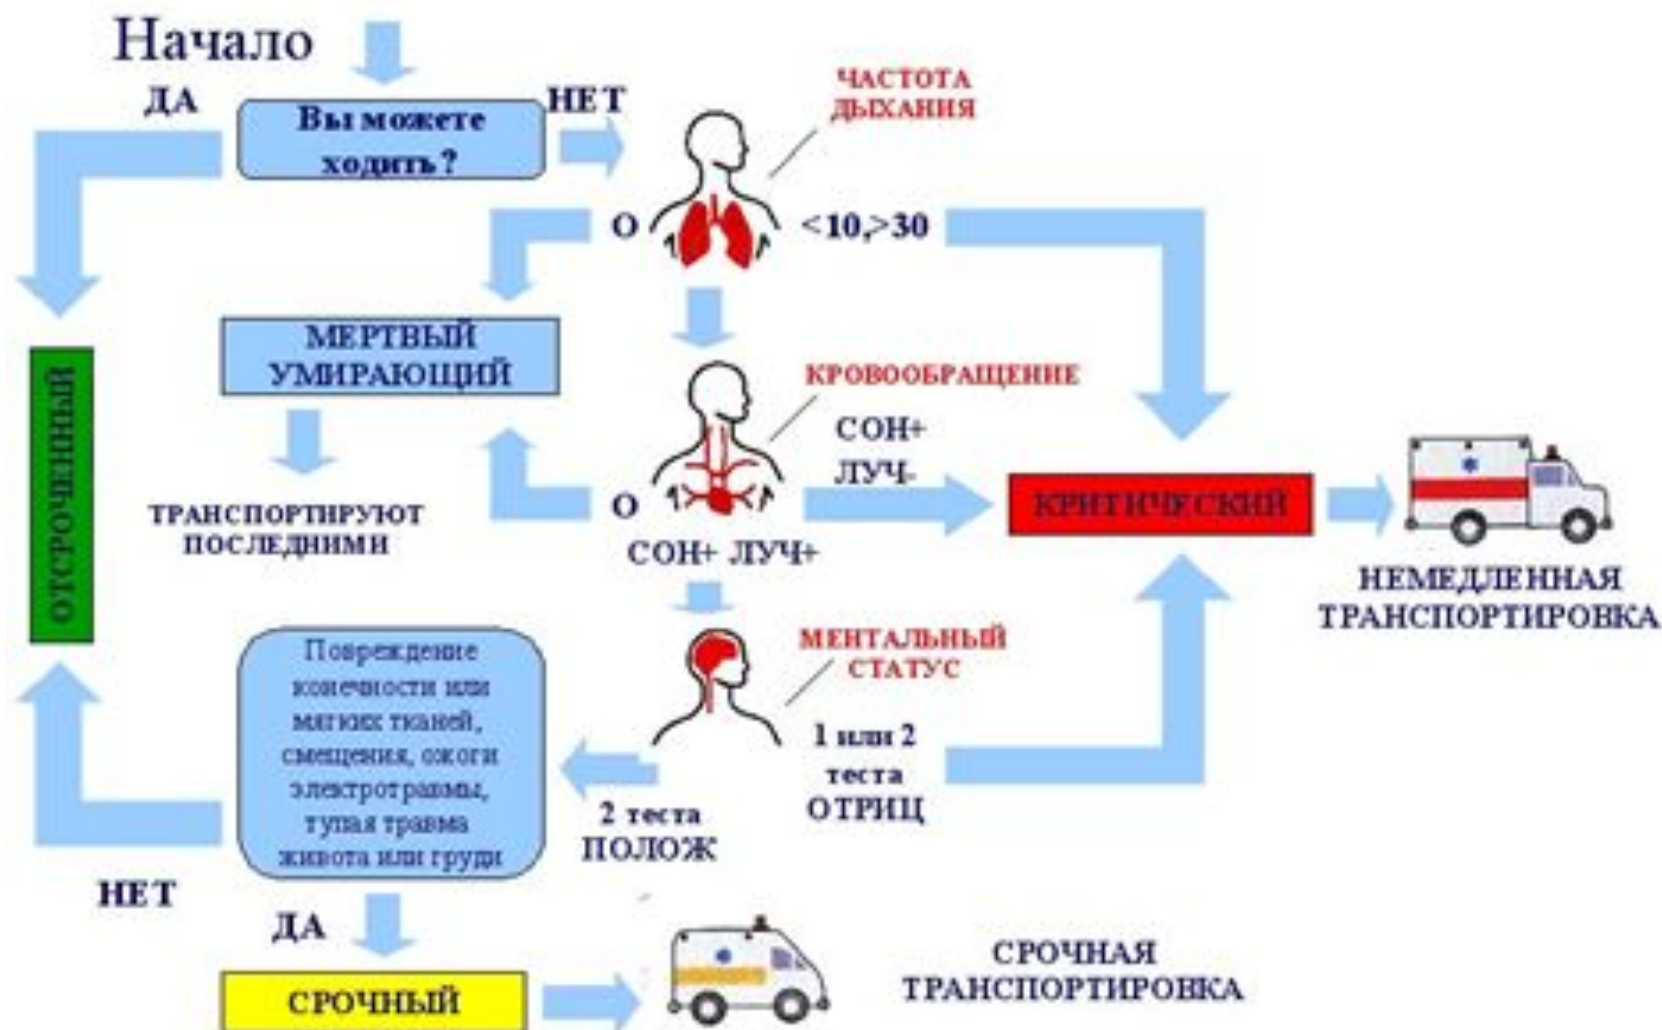 Начало
ДА
Вы можете
ходить?
НЕТ
ЧАСТОТА
ДЫХАНИЯ
О
<10,>30
МЕРТВЫЙ
УМИРАЮЩИЙ
ТРАНСПОРТИРУЮТ
ПОСЛЕДНИМИ
КРОВООБРАЩЕНИЕ
СОН+
ЛУЧ-
О
СОН+ ЛУЧ+
КРИТИЧЕСКИЙ
НЕМЕДЛЕННАЯ
ТРАНСПОРТИРОВКА
ОТСРОЧЕННЫЙ
МЕНТАЛЬНЫЙ
СТАТУС
1 или 2
теста
ОТРИЦ
2 теста
ПОЛОЖ
Повреждение
конечности или
мягких тканей,
смещения, ожоги
электротравмы,
тупая травма
живота или груди
НЕТ
ДА
СРОЧНЫЙ
СРОЧНАЯ
ТРАНСПОРТИРОВКА